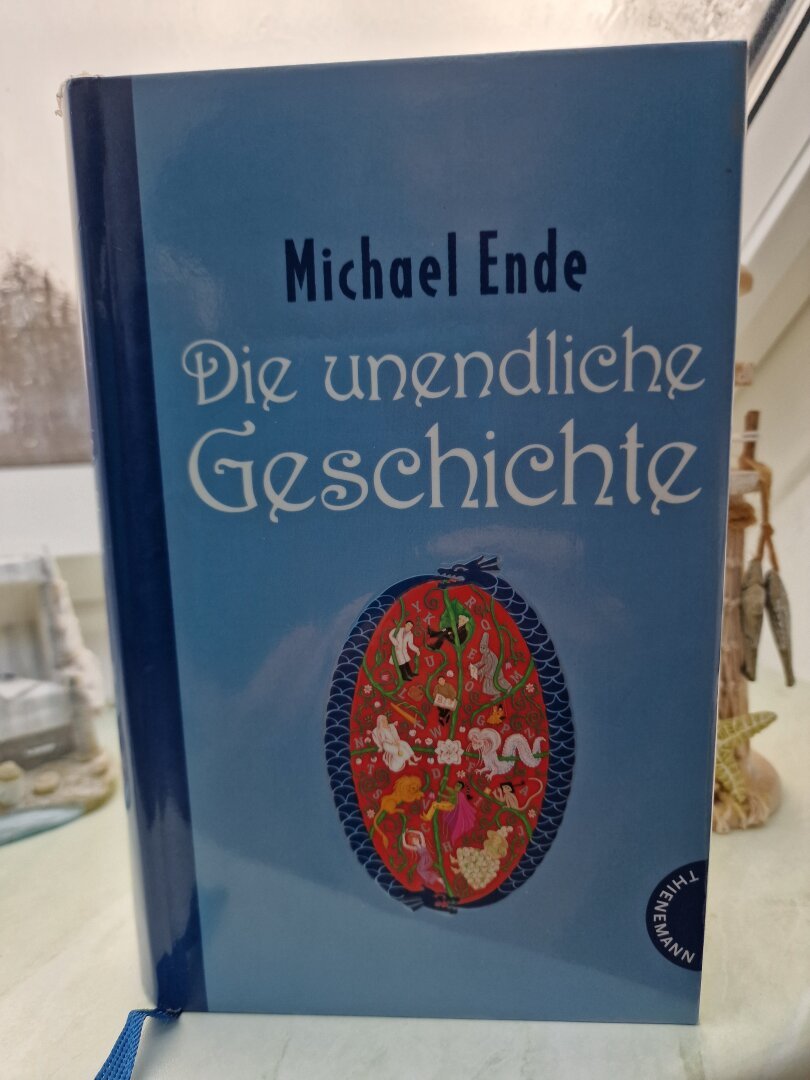 Michael Ende
Die unendliche
Geschichte
THIENEMANN